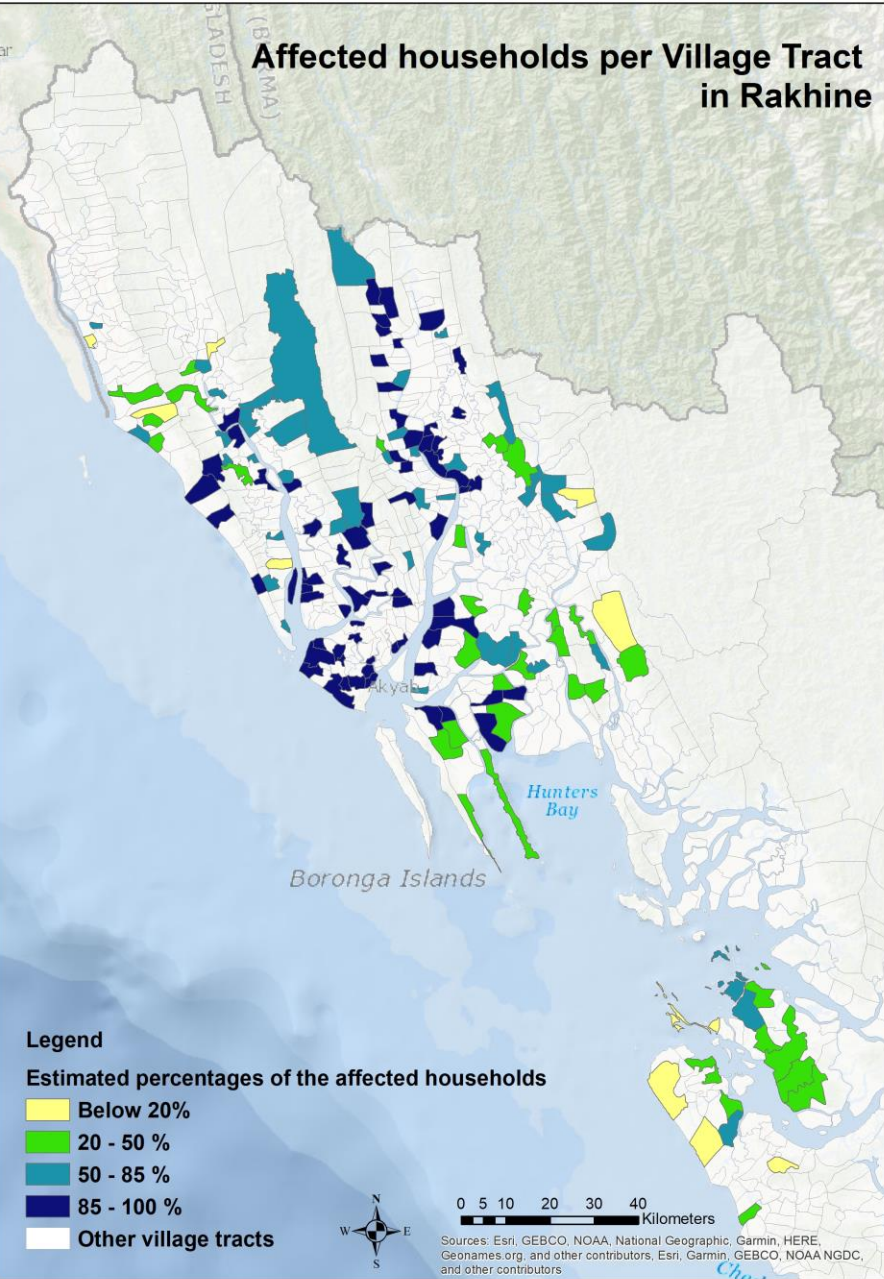 Affected households per Village Tract
in Rakhine
ar
GLADESH
(BURMA)
Akyab
Hunters
Bay
Boronga Islands
Legend
Estimated percentages of the affected households
Below 20%
20 - 50 %
50 - 85 %
85 - 100 %
Other village tracts
N
W
E
S
0 5 10 20 30 40
Kilometers
Sources: Esri, GEBCO, NOAA, National Geographic, Garmin, HERE,
Geonames.org, and other contributors, Esri, Garmin, GEBCO, NOAA NGDC,
and other contributors